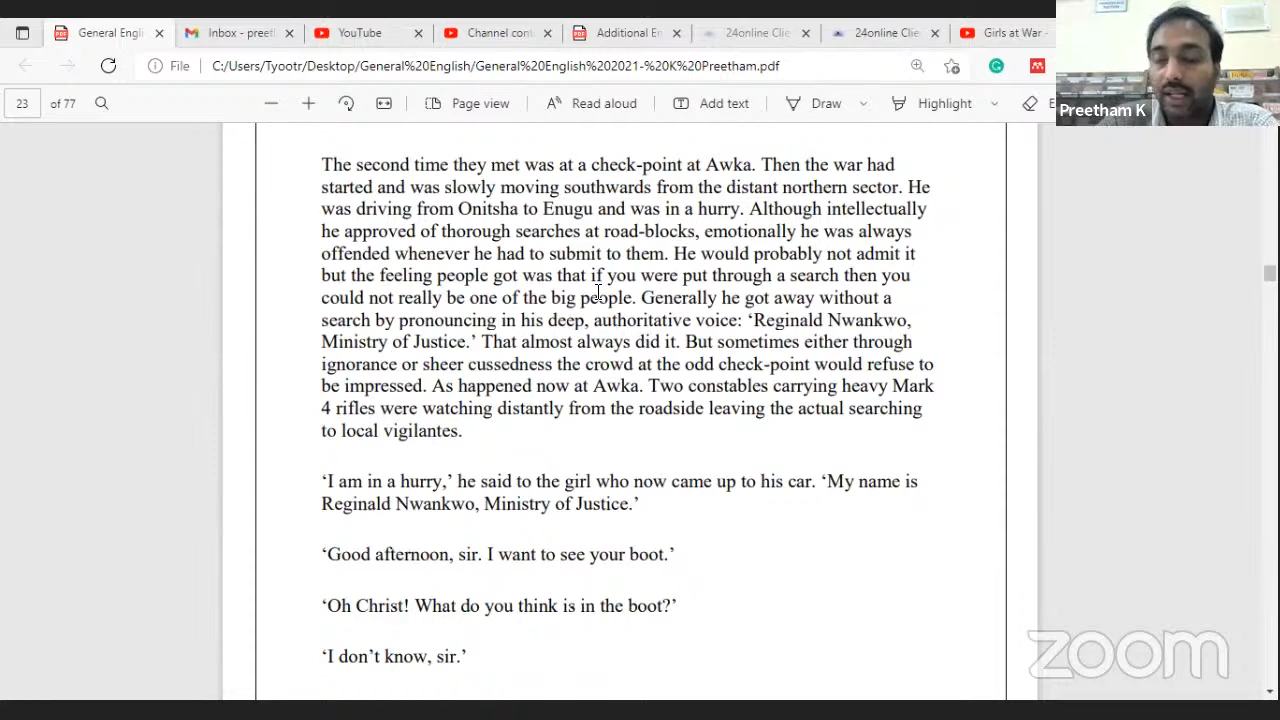 General Engli
Inbox - preetl
YouTube
Channel cont
Additional En
24online Clie
24online Clie
Girls at War -
File
C:/Users/Tyootr/Desktop/General%20English/General%20English%202021-%20K%20Preetham.pdf
23 of 77
Page view
Read aloud
Add text
Draw
Highlight
E
Preetham K
The second time they met was at a check-point at Awka. Then the war had
started and was slowly moving southwards from the distant northern sector. He
was driving from Onitsha to Enugu and was in a hurry. Although intellectually
he approved of thorough searches at road-blocks, emotionally he was always
offended whenever he had to submit to them. He would probably not admit it
but the feeling people got was that if you were put through a search then you
could not really be one of the big people. Generally he got away without a
search by pronouncing in his deep, authoritative voice: ‘Reginald Nwankwo,
Ministry of Justice.’ That almost always did it. But sometimes either through
ignorance or sheer cussedness the crowd at the odd check-point would refuse to
be impressed. As happened now at Awka. Two constables carrying heavy Mark
4 rifles were watching distantly from the roadside leaving the actual searching
to local vigilantes.
‘I am in a hurry,’ he said to the girl who now came up to his car. ‘My name is
Reginald Nwankwo, Ministry of Justice.’
‘Good afternoon, sir. I want to see your boot.’
‘Oh Christ! What do you think is in the boot?’
‘I don’t know, sir.’
zoom